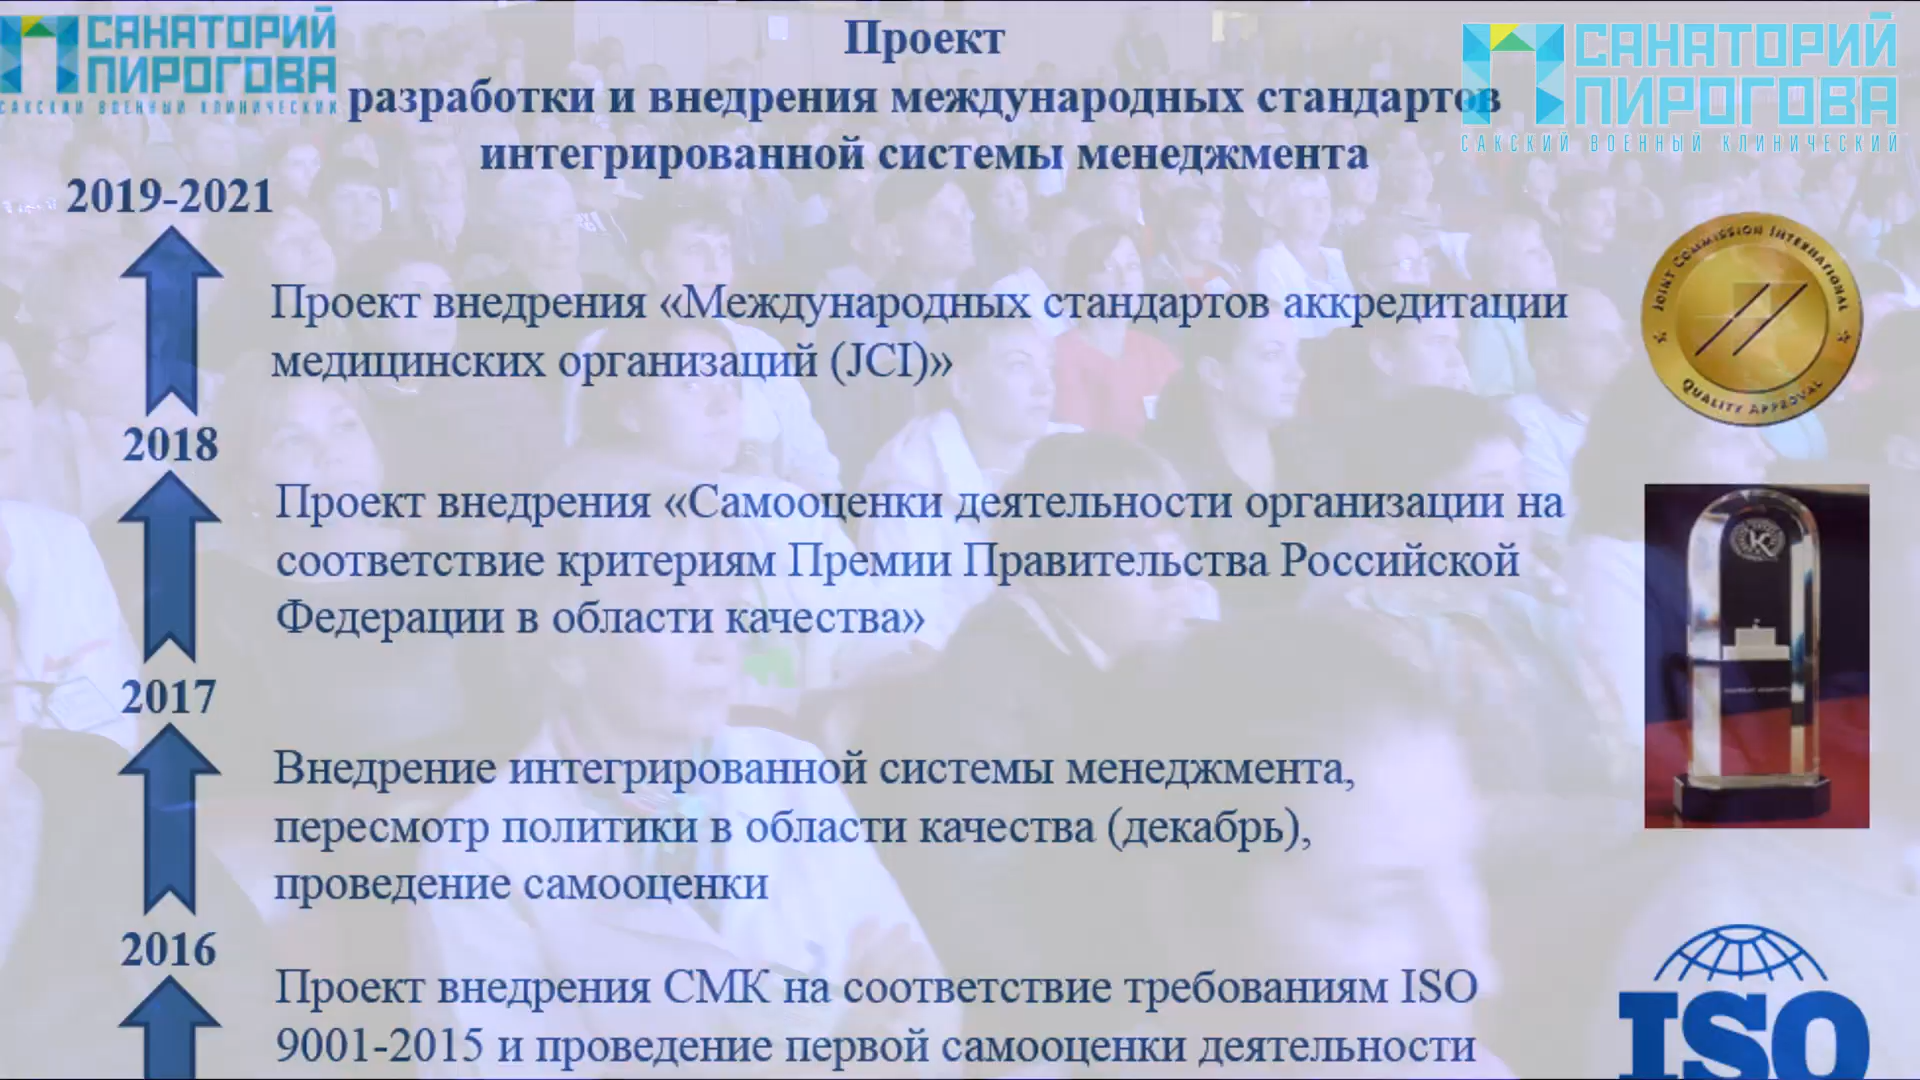 САНАТОРИЙ
ПИРОГОВА
САКСКИЙ ВОЕННЫЙ КЛИНИЧЕСКИЙ
Проект
разработки и внедрения международных стандартов
интегрированной системы менеджмента
САНАТОРИЙ
ПИРОГОВА
САКСКИЙ ВОЕННЫЙ КЛИНИЧЕСКИЙ
2019-2021
Проект внедрения «Международных стандартов аккредитации
медицинских организаций (JCI)»
JOINT COMMISSION INTERNATIONAL
QUALITY APPROVAL
2018
Проект внедрения «Самооценки деятельности организации на
соответствие критериям Премии Правительства Российской
Федерации в области качества»
2017
Внедрение интегрированной системы менеджмента,
пересмотр политики в области качества (декабрь),
проведение самооценки
2016
Проект внедрения СМК на соответствие требованиям ISO
9001-2015 и проведение первой самооценки деятельности
ISO